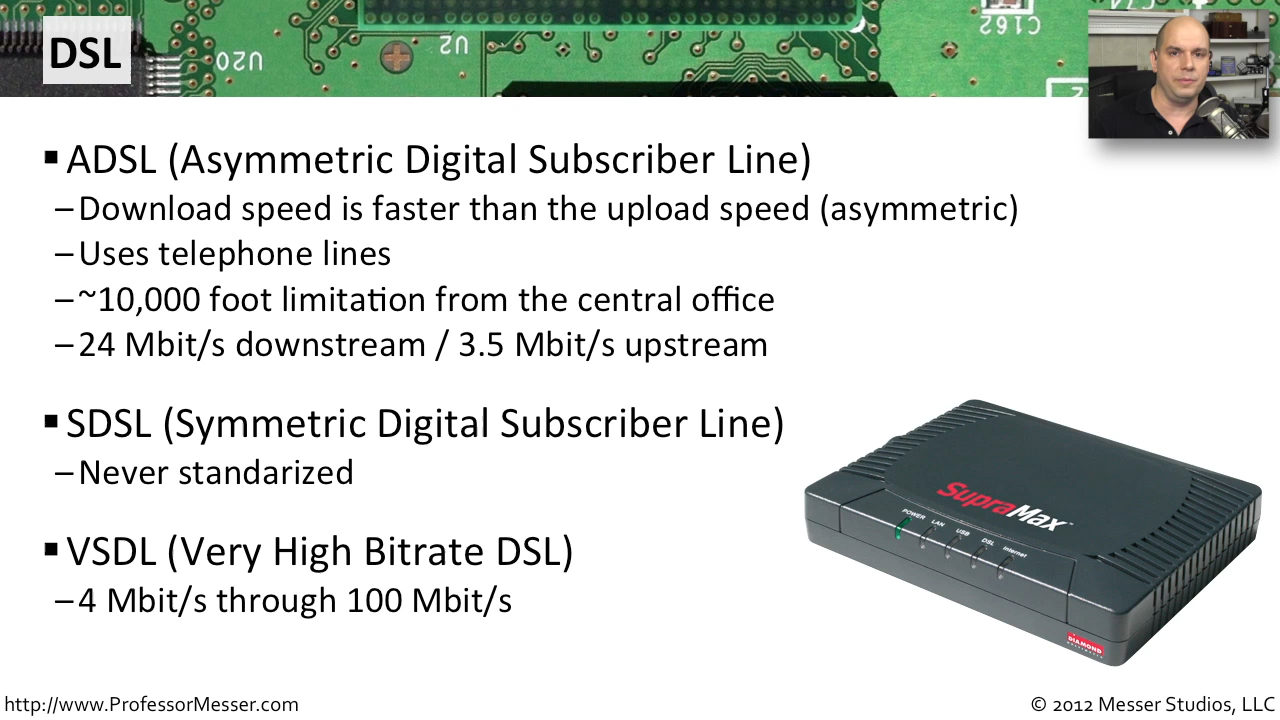 DSL
U20
U2
C162
ADSL (Asymmetric Digital Subscriber Line)
–Download speed is faster than the upload speed (asymmetric)
–Uses telephone lines
–~10,000 foot limitation from the central office
–24 Mbit/s downstream / 3.5 Mbit/s upstream
SDSL (Symmetric Digital Subscriber Line)
–Never standarized
VSDL (Very High Bitrate DSL)
–4 Mbit/s through 100 Mbit/s
SupraMax™
POWER LAN USB DSL Internet
DIAMOND
http://www.ProfessorMesser.com
© 2012 Messer Studios, LLC